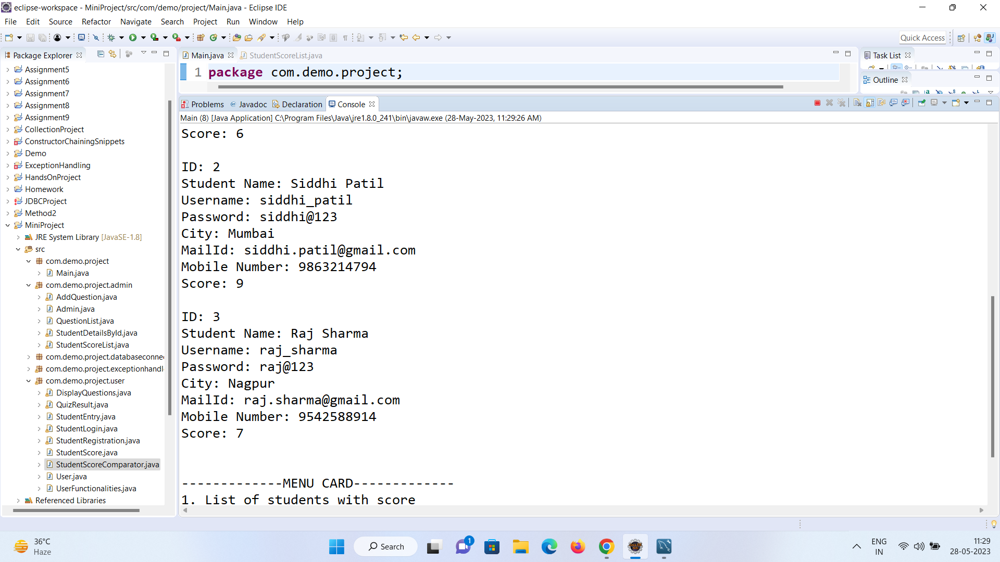 eclipse-workspace - MiniProject/src/com/demo/project/Main.java - Eclipse IDE
File Edit Source Refactor Navigate Search Project Run Window Help
Quick Access
Package Explorer
Assignment5
Assignment6
Assignment7
Assignment8
Assignment9
CollectionProject
ConstructorChainingSnippets
Demo
ExceptionHandling
HandsOnProject
Homework
JDBCProject
Method2
MiniProject
JRE System Library [JavaSE-1.8]
src
com.demo.project
Main.java
com.demo.project.admin
AddQuestion.java
Admin.java
QuestionList.java
StudentDetailsById.java
StudentScoreList.java
com.demo.project.databaseconne
com.demo.project.exceptionhandl
com.demo.project.user
DisplayQuestions.java
QuizResult.java
StudentEntry.java
StudentLogin.java
StudentRegistration.java
StudentScore.java
StudentScoreComparator.java
User.java
UserFunctionalities.java
Referenced Libraries
Main.java StudentScoreList.java
1 package com.demo.project;
Task List
Outline
Problems @ Javadoc Declaration Console
Main (8) [Java Application] C:\Program Files\Java\jre1.8.0_241\bin\javaw.exe (28-May-2023, 11:29:26 AM)
Score: 6
ID: 2
Student Name: Siddhi Patil
Username: siddhi_patil
Password: siddhi@123
City: Mumbai
MailId: siddhi.patil@gmail.com
Mobile Number: 9863214794
Score: 9
ID: 3
Student Name: Raj Sharma
Username: raj_sharma
Password: raj@123
City: Nagpur
MailId: raj.sharma@gmail.com
Mobile Number: 9542588914
Score: 7
-------------MENU CARD-------------
1. List of students with score
36°C
Haze
Search
1
ENG
IN
11:29
28-05-2023